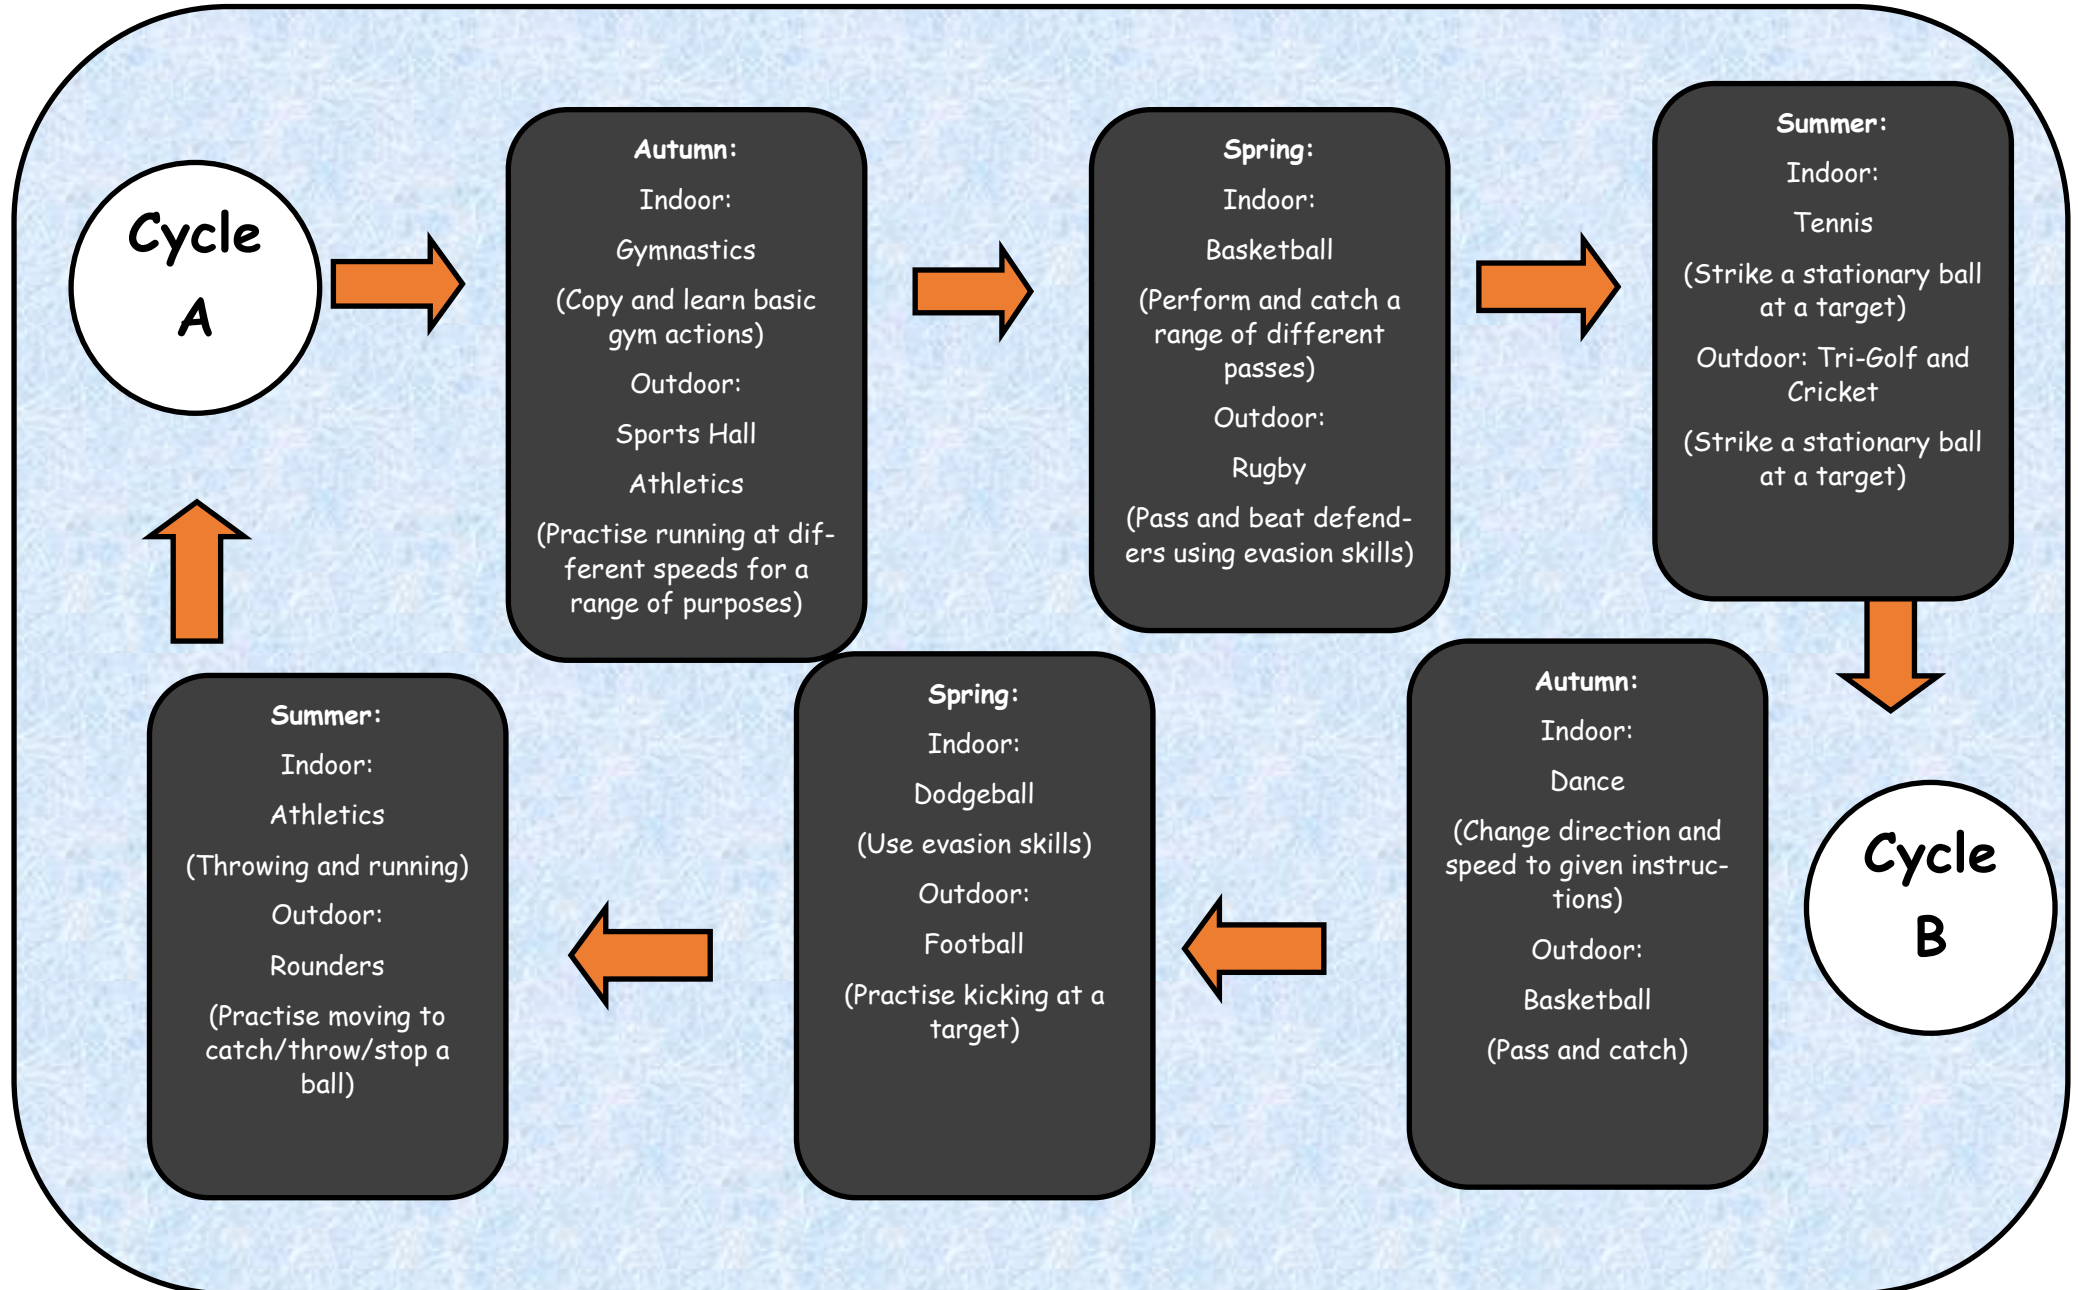 Cycle
A
Autumn:
Indoor:
Gymnastics
(Copy and learn basic
gym actions)
Outdoor:
Sports Hall
Athletics
(Practise running at dif-
ferent speeds for a
range of purposes)
Spring:
Indoor:
Basketball
(Perform and catch a
range of different
passes)
Outdoor:
Rugby
(Pass and beat defend-
ers using evasion skills)
Summer:
Indoor:
Tennis
(Strike a stationary ball
at a target)
Outdoor: Tri-Golf and
Cricket
(Strike a stationary ball
at a target)
Cycle
B
Autumn:
Indoor:
Dance
(Change direction and
speed to given instruc-
tions)
Outdoor:
Basketball
(Pass and catch)
Spring:
Indoor:
Dodgeball
(Use evasion skills)
Outdoor:
Football
(Practise kicking at a
target)
Summer:
Indoor:
Athletics
(Throwing and running)
Outdoor:
Rounders
(Practise moving to
catch/throw/stop a
ball)